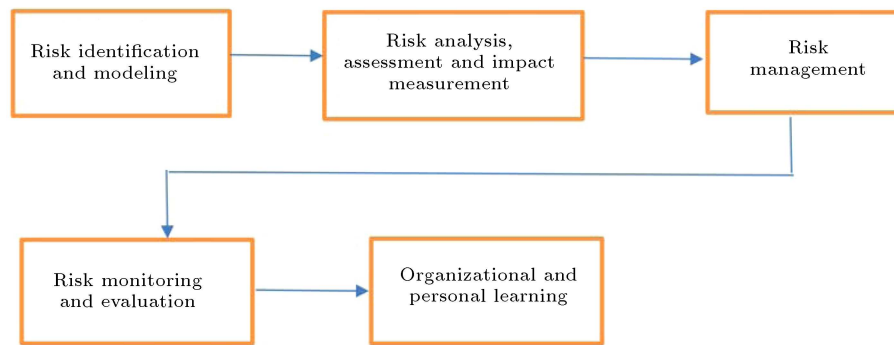 Risk identification
and modeling
Risk analysis,
assessment and impact
measurement
Risk
management
Risk monitoring
and evaluation
Organizational and
personal learning